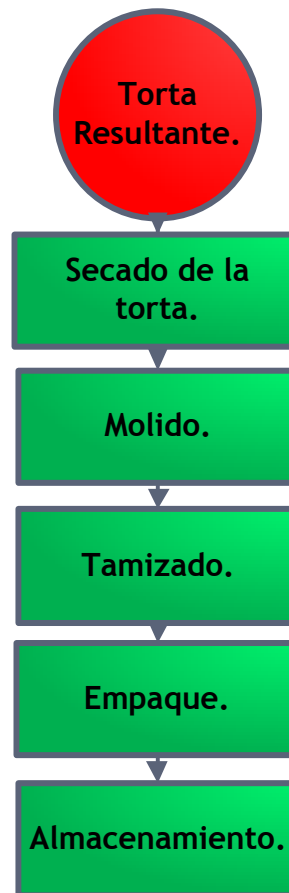 Torta
Resultante.
Secado de la
torta.
Molido.
Tamizado.
Empaque.
Almacenamiento.